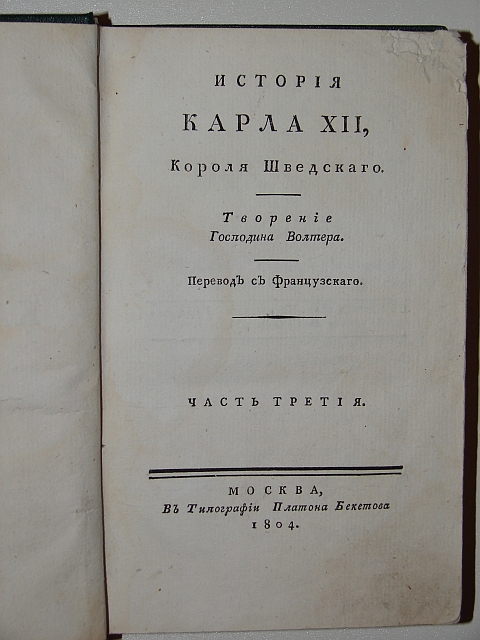 ИСТОРІЯ
КАРЛА XII,
Короля Шведскаго.
Твореніе
Господина Волтера.
Переводъ съ Французскаго.
ЧАСТЬ ТРЕТІЯ.
МОСКВА,
Въ Типографіи Платона Бекетова
1804.